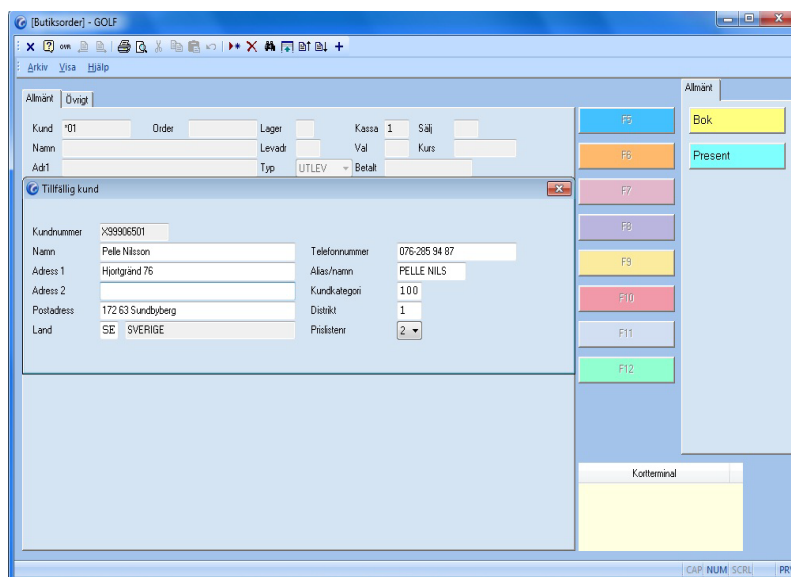 [Butiksorder] - GOLF
OVR
Arkiv Visa Hjälp
Allmänt Övrigt
Kund *01 Order Lager Kassa 1 Sälj
Namn Levadr Val Kurs
Adr1 Typ UTLEV Betalt
Tillfällig kund
Kundnummer X99906501
Namn Pelle Nilsson Telefonnummer 076-285 94 87
Adress 1 Hjortgränd 76 Alias/namn PELLE NILS
Adress 2 Kundkategori 100
Postadress 172 63 Sundbyberg Distrikt 1
Land SE SVERIGE Prislistenr 2
F5
F6
F7
F8
F9
F10
F11
F12
Allmänt
Bok
Present
Kortterminal
CAP NUM SCRL PR